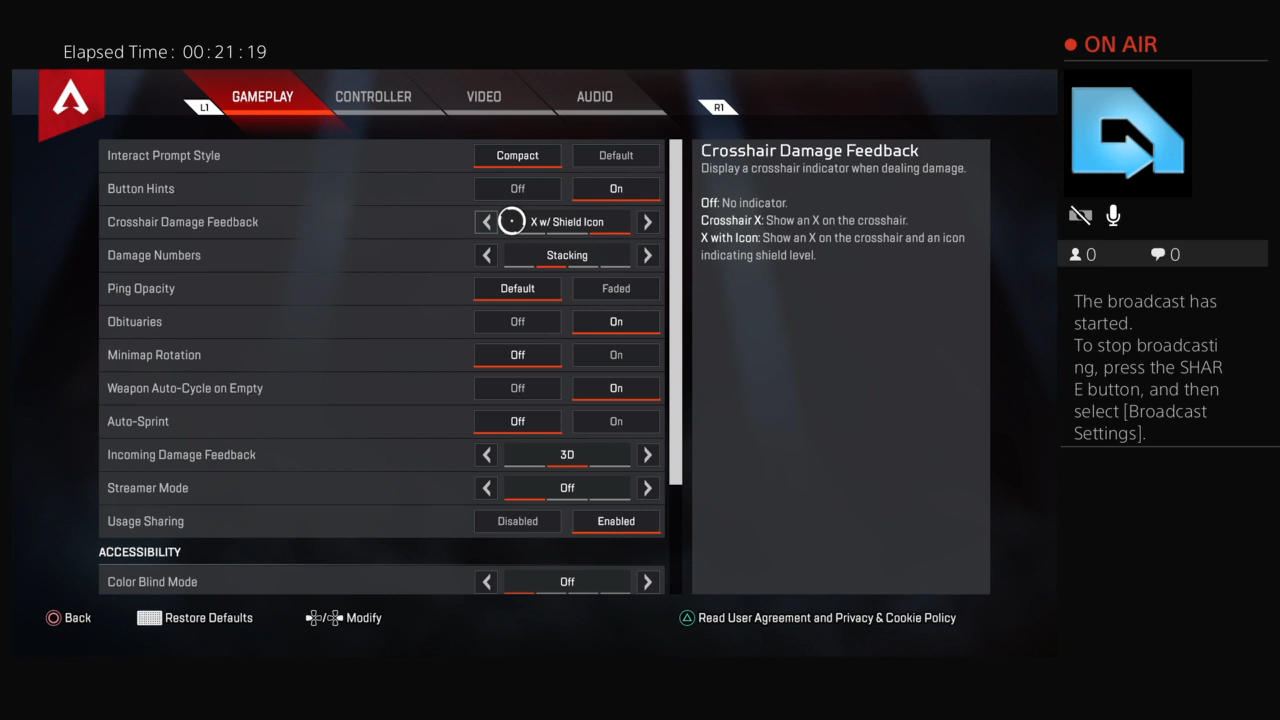 Elapsed Time: 00:21:19
ON AIR
L1
GAMEPLAY
CONTROLLER
VIDEO
AUDIO
R1
Interact Prompt Style
Compact
Default
Button Hints
Off
On
Crosshair Damage Feedback
X w/ Shield Icon
Damage Numbers
Stacking
Ping Opacity
Default
Faded
Obituaries
Off
On
Minimap Rotation
Off
On
Weapon Auto-Cycle on Empty
Off
On
Auto-Sprint
Off
On
Incoming Damage Feedback
3D
Streamer Mode
Off
Usage Sharing
Disabled
Enabled
ACCESSIBILITY
Color Blind Mode
Off
Crosshair Damage Feedback
Display a crosshair indicator when dealing damage.
Off: No indicator.
Crosshair X: Show an X on the crosshair.
X with Icon: Show an X on the crosshair and an icon
indicating shield level.
0
0
The broadcast has
started.
To stop broadcasti
ng, press the SHAR
E button, and then
select [Broadcast
Settings].
Back
Restore Defaults
/
Modify
Read User Agreement and Privacy & Cookie Policy